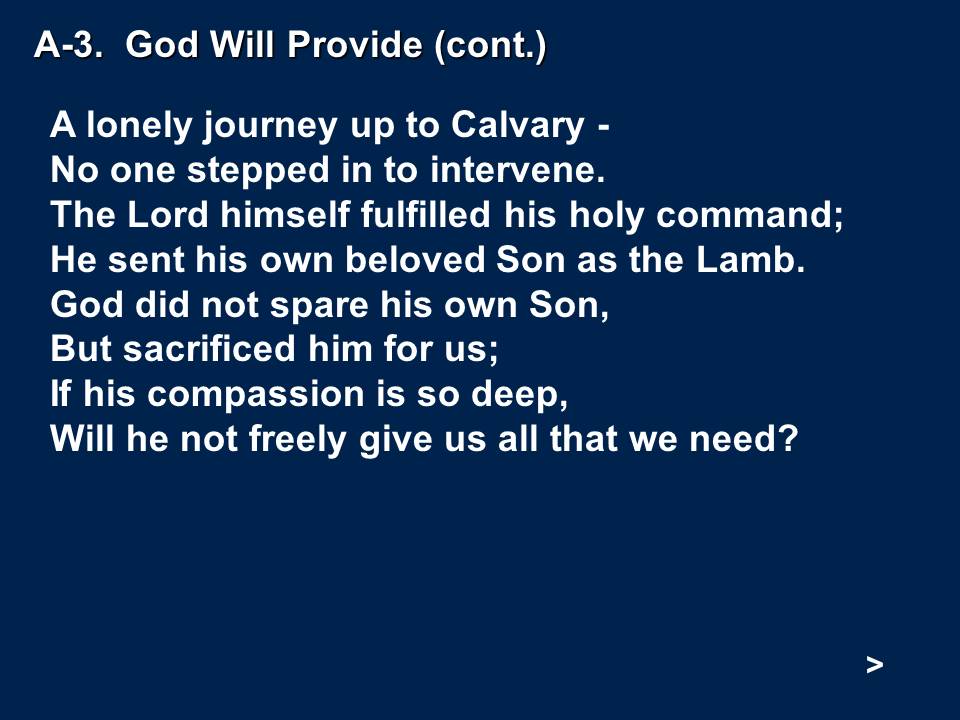 A-3.  God Will Provide (cont.)
A lonely journey up to Calvary -
No one stepped in to intervene.
The Lord himself fulfilled his holy command;
He sent his own beloved Son as the Lamb.
God did not spare his own Son,
But sacrificed him for us;
If his compassion is so deep,
Will he not freely give us all that we need?
>